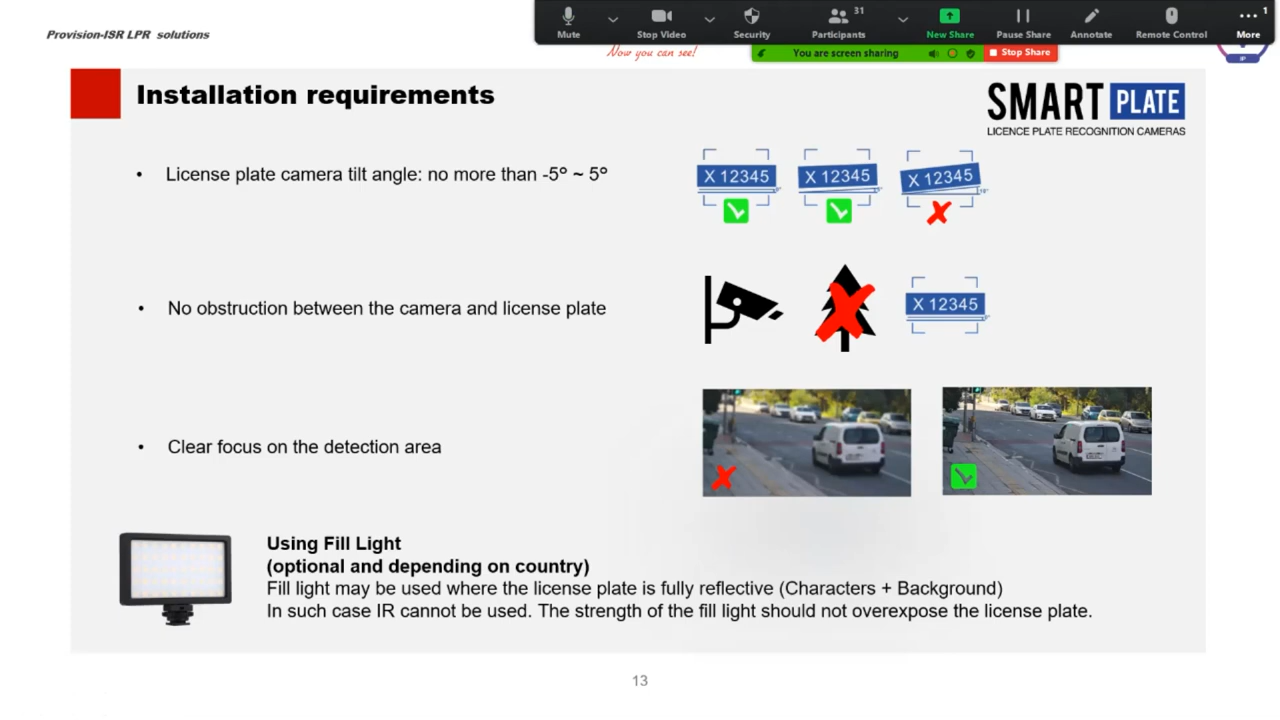 Provision-ISR LPR solutions
31
1
Mute
Stop Video
Security
Participants
New Share
Pause Share
Annotate
Remote Control
More
Now you can see!
You are screen sharing
Stop Share
IP
Installation requirements
SMART PLATE
LICENCE PLATE RECOGNITION CAMERAS
• License plate camera tilt angle: no more than -5° ~ 5°
X 12345
X 12345
X 12345
• No obstruction between the camera and license plate
X 12345
• Clear focus on the detection area
Using Fill Light
(optional and depending on country)
Fill light may be used where the license plate is fully reflective (Characters + Background)
In such case IR cannot be used. The strength of the fill light should not overexpose the license plate.
13